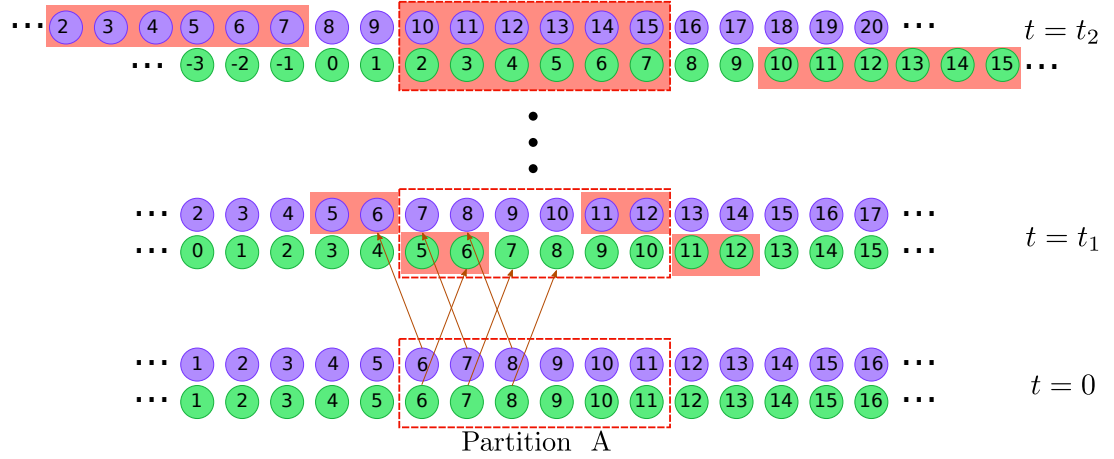 ⋯ 2 3 4 5 6 7 8 9 10 11 12 13 14 15 16 17 18 19 20 ⋯ t = t₂
⋯ -3 -2 -1 0 1 2 3 4 5 6 7 8 9 10 11 12 13 14 15 ⋯
⋯ 2 3 4 5 6 7 8 9 10 11 12 13 14 15 16 17 ⋯
⋯ 0 1 2 3 4 5 6 7 8 9 10 11 12 13 14 15 ⋯ t = t₁
⋯ 1 2 3 4 5 6 7 8 9 10 11 12 13 14 15 16 ⋯
⋯ 1 2 3 4 5 6 7 8 9 10 11 12 13 14 15 16 ⋯ t = 0
Partition A